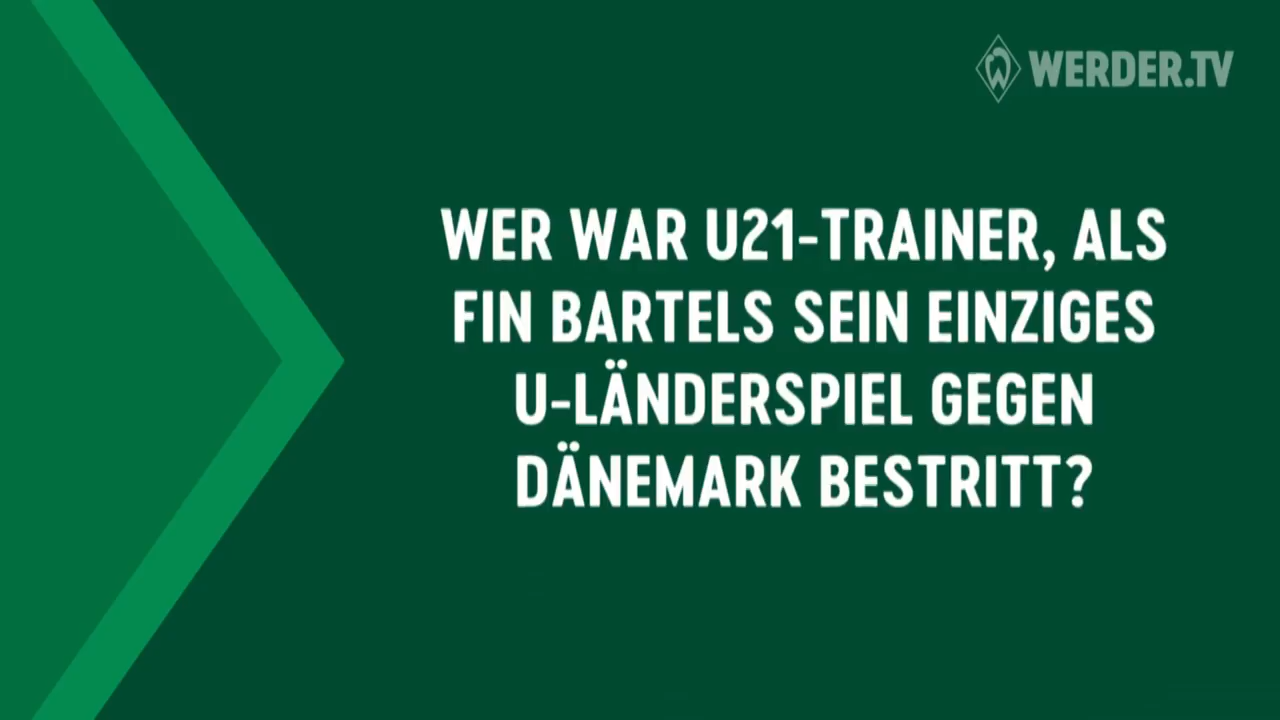 WERDER.TV
WER WAR U21-TRAINER, ALS
FIN BARTELS SEIN EINZIGES
U-LÄNDERSPIEL GEGEN
DÄNEMARK BESTRITT?